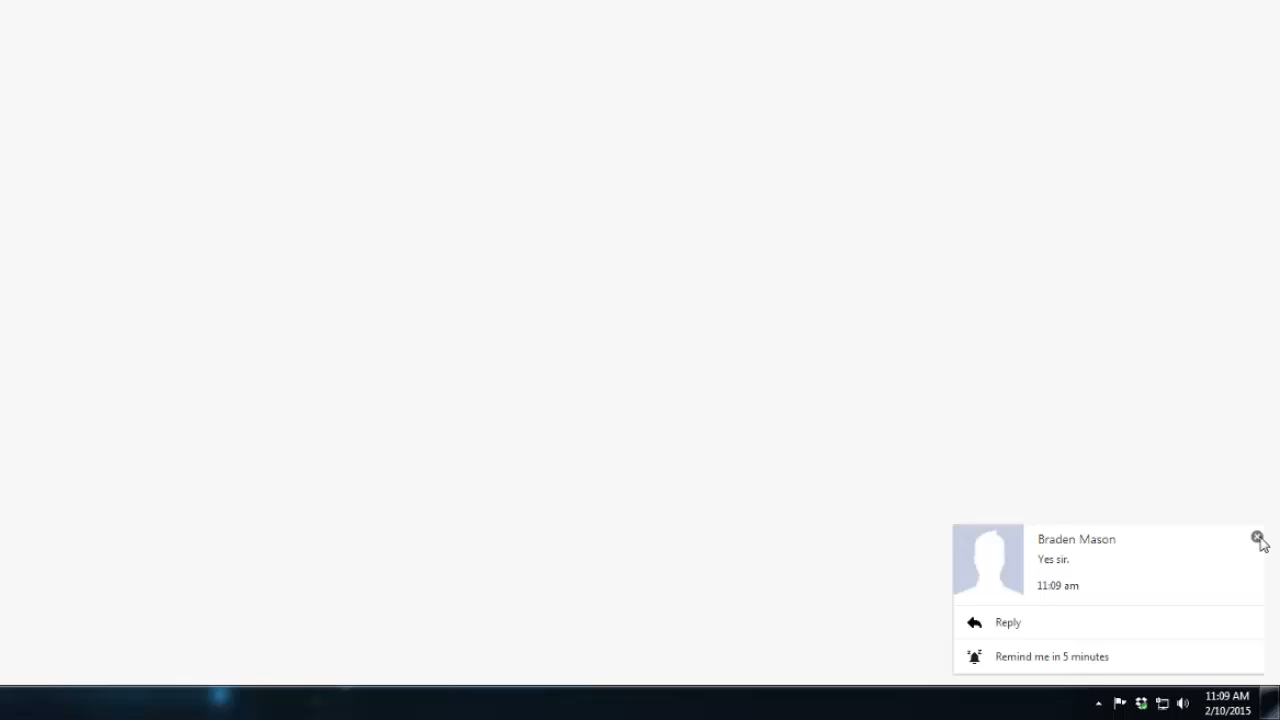 Braden Mason
Yes sir.
11:09 am
Reply
Remind me in 5 minutes
11:09 AM
2/10/2015